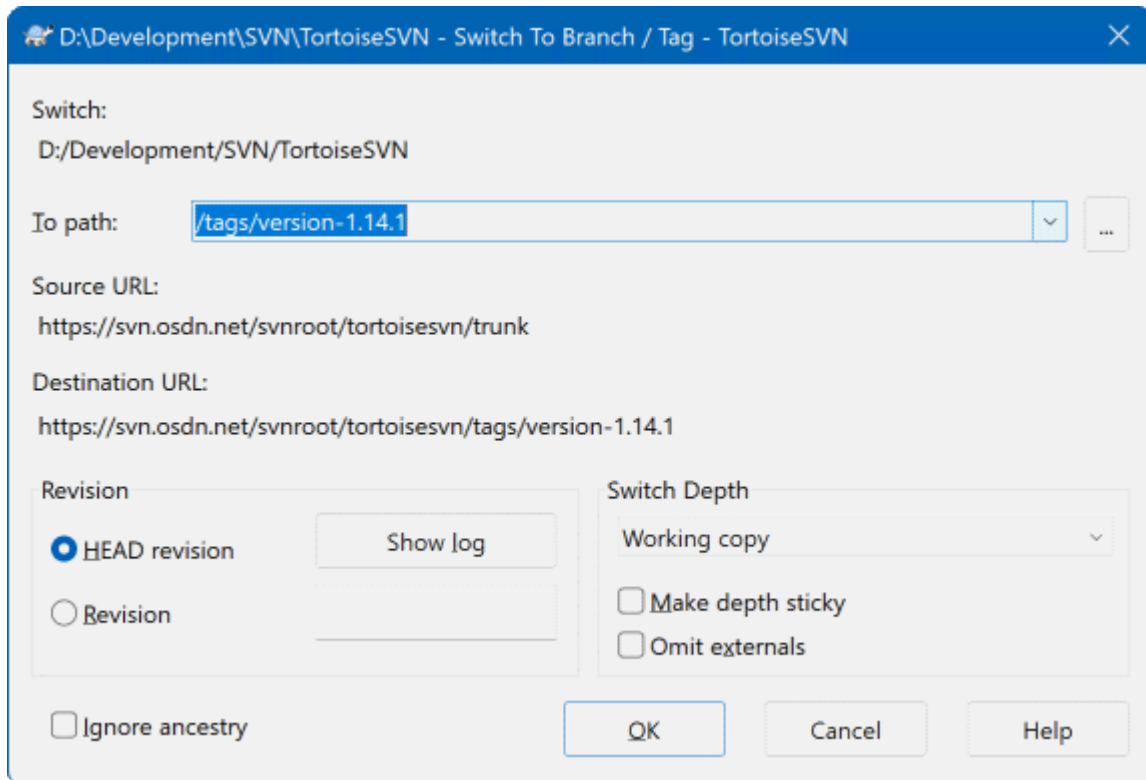 D:\Development\SVN\TortoiseSVN - Switch To Branch / Tag - TortoiseSVN
Switch:
D:/Development/SVN/TortoiseSVN
To path: /tags/version-1.14.1 ...
Source URL:
https://svn.osdn.net/svnroot/tortoisesvn/trunk
Destination URL:
https://svn.osdn.net/svnroot/tortoisesvn/tags/version-1.14.1
Revision
HEAD revision Show log
Revision
Switch Depth
Working copy
Make depth sticky
Omit externals
Ignore ancestry OK Cancel Help